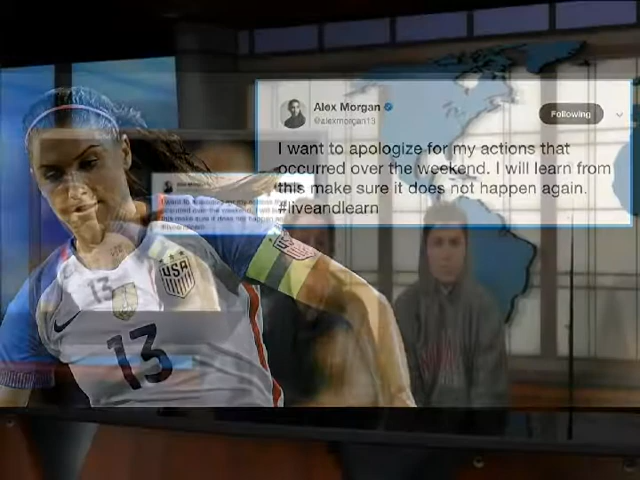 Alex Morgan
@alexmorgan13
Following
I want to apologize for my actions that
occurred over the weekend. I will learn from
this make sure it does not happen again.
#liveandlearn
USA
13
13